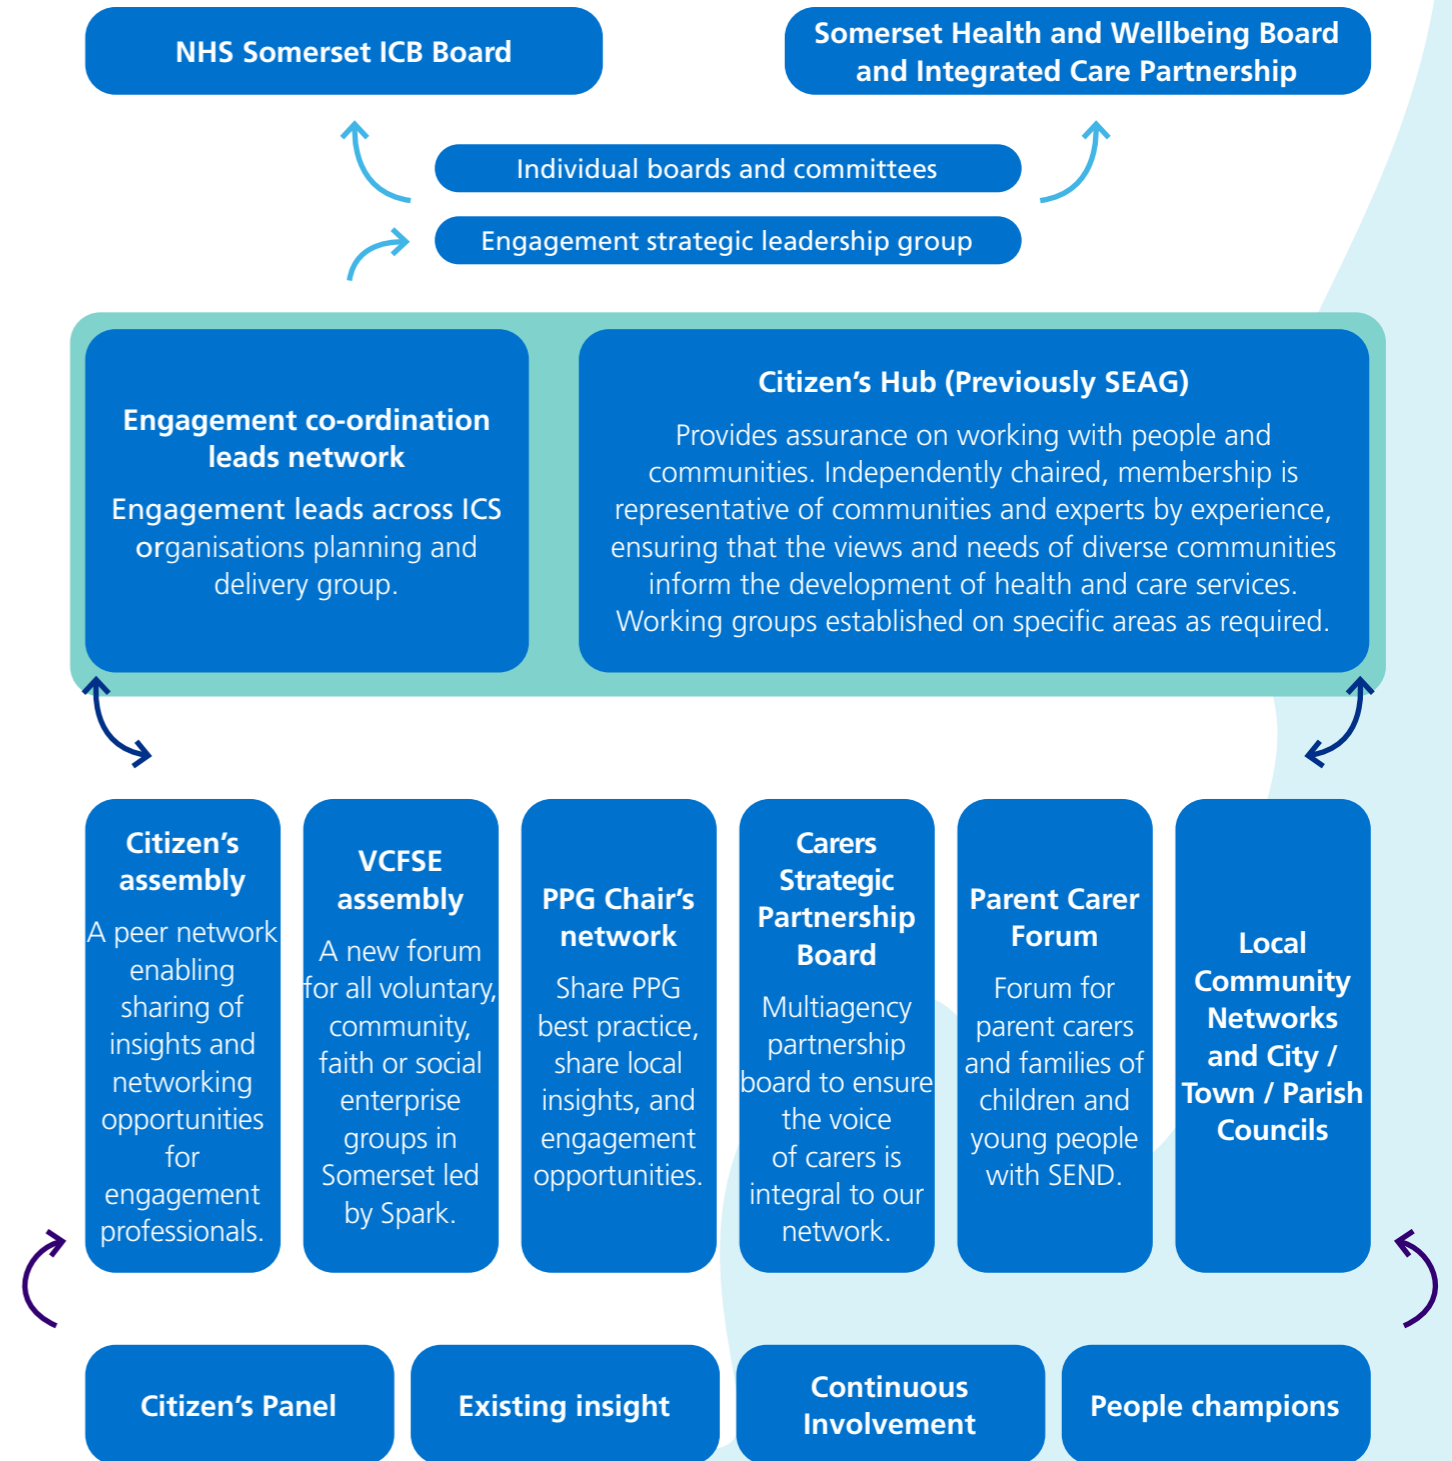 NHS Somerset ICB Board
Somerset Health and Wellbeing Board
and Integrated Care Partnership
Individual boards and committees
Engagement strategic leadership group
Engagement co-ordination
leads network
Engagement leads across ICS
organisations planning and
delivery group.
Citizen’s Hub (Previously SEAG)
Provides assurance on working with people and
communities. Independently chaired, membership is
representative of communities and experts by experience,
ensuring that the views and needs of diverse communities
inform the development of health and care services.
Working groups established on specific areas as required.
Citizen’s
assembly
A peer network
enabling
sharing of
insights and
networking
opportunities
for
engagement
professionals.
VCFSE
assembly
A new forum
for all voluntary,
community,
faith or social
enterprise
groups in
Somerset led
by Spark.
PPG Chair’s
network
Share PPG
best practice,
share local
insights, and
engagement
opportunities.
Carers
Strategic
Partnership
Board
Multiagency
partnership
board to ensure
the voice
of carers is
integral to our
network.
Parent Carer
Forum
Forum for
parent carers
and families of
children and
young people
with SEND.
Local
Community
Networks
and City /
Town / Parish
Councils
Citizen’s Panel
Existing insight
Continuous
Involvement
People champions